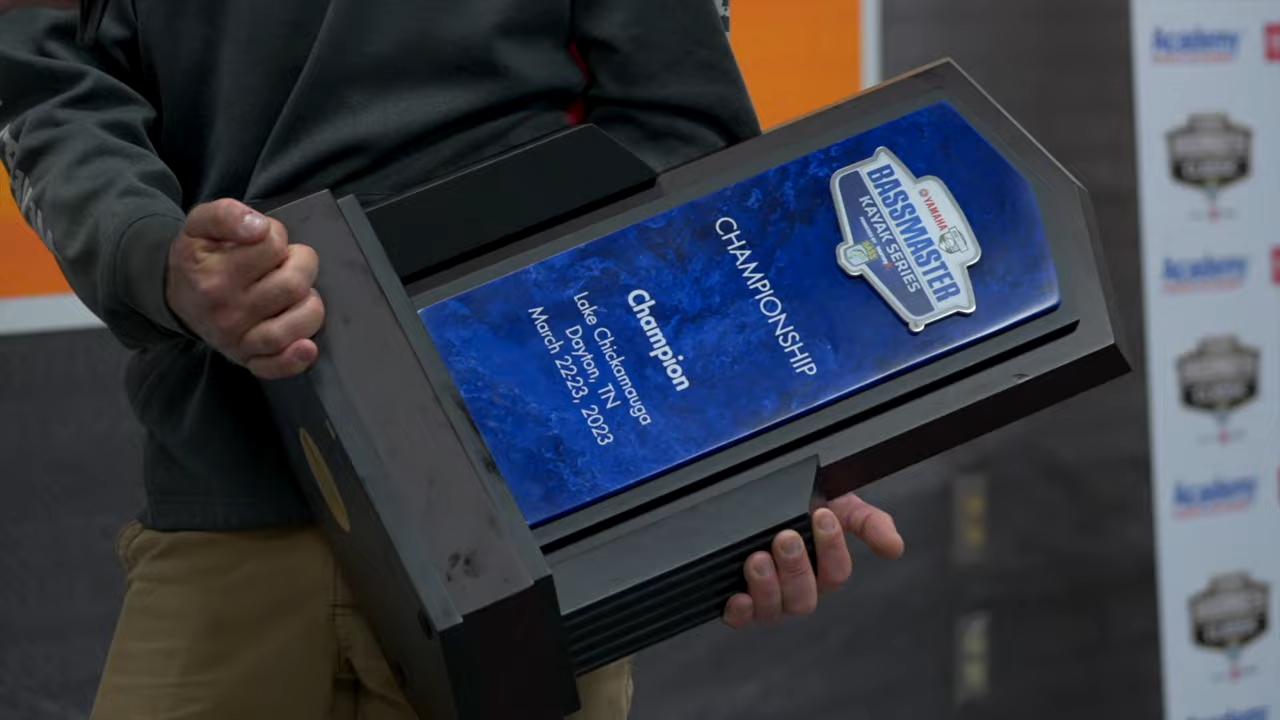 YAMAHA
BASSMASTER
KAYAK SERIES
CHAMPIONSHIP
Champion
Lake Chickamauga
Dayton, TN
March 22-23, 2023
Academy
Academy
Academy